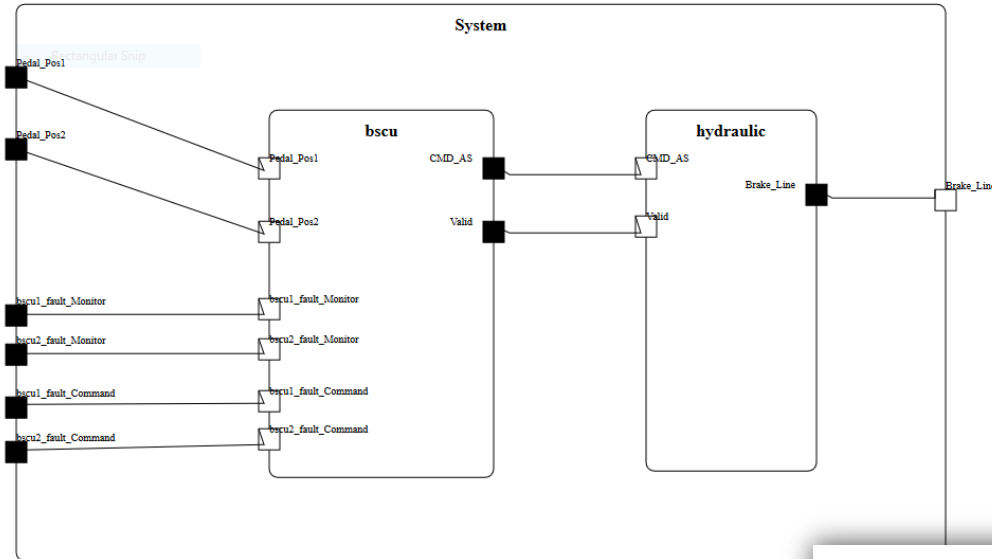 System
Rectangular Snip
Pedal_Pos1
Pedal_Pos2
bscu1_fault_Monitor
bscu2_fault_Monitor
bscu1_fault_Command
bscu2_fault_Command
bscu
Pedal_Pos1
CMD_AS
Pedal_Pos2
Valid
bscu1_fault_Monitor
bscu2_fault_Monitor
bscu1_fault_Command
bscu2_fault_Command
hydraulic
CMD_AS
Brake_Line
Valid
Brake_Line